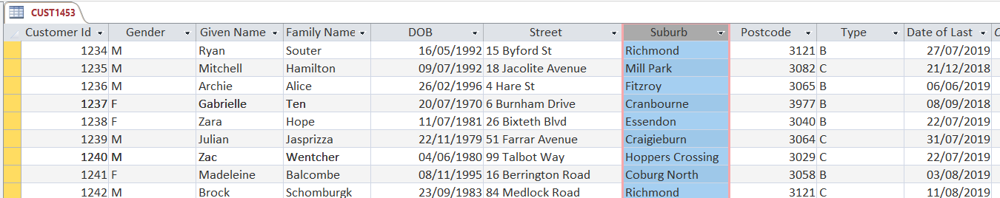 CUST1453
Customer Id Gender Given Name Family Name DOB Street Suburb Postcode Type Date of Last
1234 M Ryan Souter 16/05/1992 15 Byford St Richmond 3121 B 27/07/2019
1235 M Mitchell Hamilton 09/07/1992 18 Jacolite Avenue Mill Park 3082 C 21/12/2018
1236 M Archie Alice 26/02/1996 4 Hare St Fitzroy 3065 B 06/06/2019
1237 F Gabrielle Ten 20/07/1970 6 Burnham Drive Cranbourne 3977 B 08/09/2018
1238 F Zara Hope 11/07/1981 26 Bixteth Blvd Essendon 3040 B 22/07/2019
1239 M Julian Jasprizza 22/11/1979 51 Farrar Avenue Craigieburn 3064 C 31/07/2019
1240 M Zac Wentcher 04/06/1980 99 Talbot Way Hoppers Crossing 3029 C 22/07/2019
1241 F Madeleine Balcombe 08/11/1995 16 Berrington Road Coburg North 3058 B 03/08/2019
1242 M Brock Schomburgk 23/09/1983 84 Medlock Road Richmond 3121 C 11/08/2019